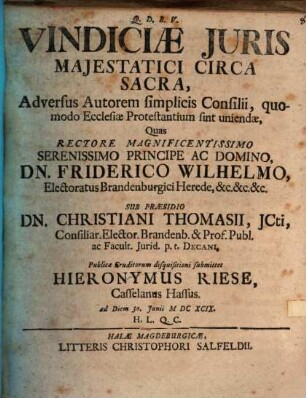 Q. D. B. V.
VINDICIÆ JURIS
MAJESTATICI CIRCA
SACRA,
Adversus Autorem simplicis Consilii, quo-
modo Ecclesiæ Protestantium sint uniendæ,
Quas
RECTORE MAGNIFICENTISSIMO
SERENISSIMO PRINCIPE AC DOMINO,
DN. FRIDERICO WILHELMO,
Electoratus Brandenburgici Herede, &c.&c.&c.
SUB PRÆSIDIO
DN. CHRISTIANI THOMASII, JCti,
Consiliar. Elector. Brandenb. & Prof. Publ.
ac Facult. Jurid. p. t. DECANI,
Publicæ Eruditorum disquisitioni submittet
HIERONYMUS RIESE,
Casselanus Hassus.
ad Diem 30. Junii M DC XCIX.
H. L. Q. C.
HALÆ MAGDEBURGICÆ,
LITTERIS CHRISTOPHORI SALFELDII.